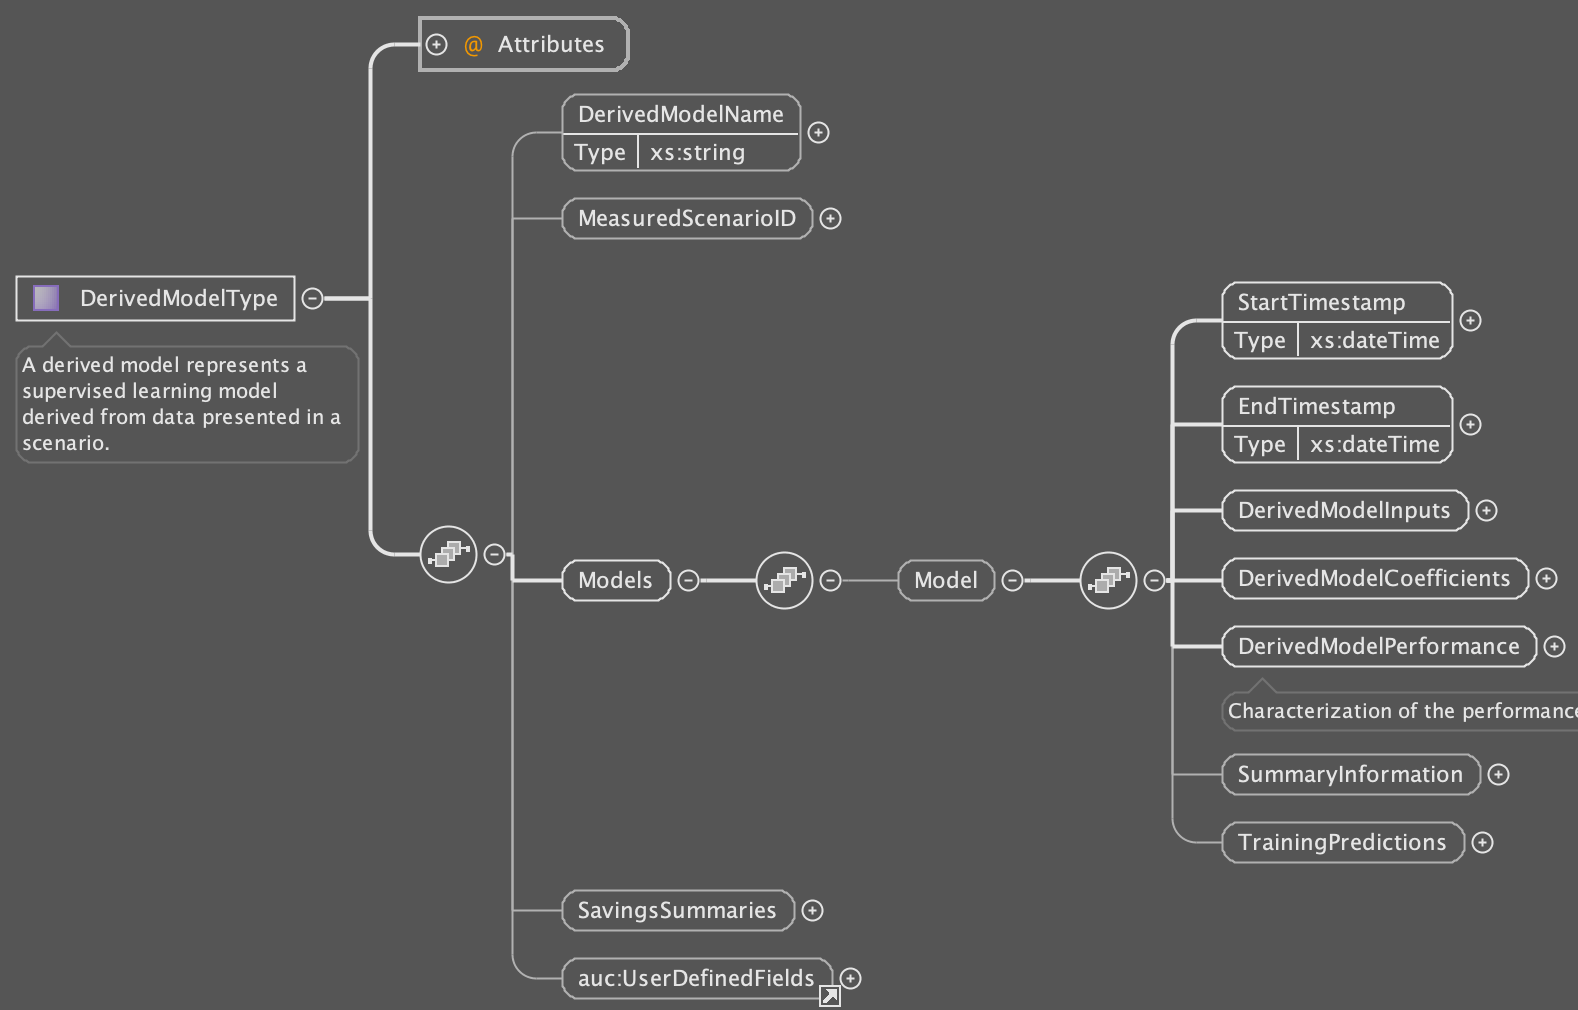 @ Attributes
DerivedModelName
Type xs:string
MeasuredScenarioID
DerivedModelType
A derived model represents a
supervised learning model
derived from data presented in a
scenario.
Models
Model
StartTimestamp
Type xs:dateTime
EndTimestamp
Type xs:dateTime
DerivedModelInputs
DerivedModelCoefficients
DerivedModelPerformance
Characterization of the performance
SummaryInformation
TrainingPredictions
SavingsSummaries
auc:UserDefinedFields